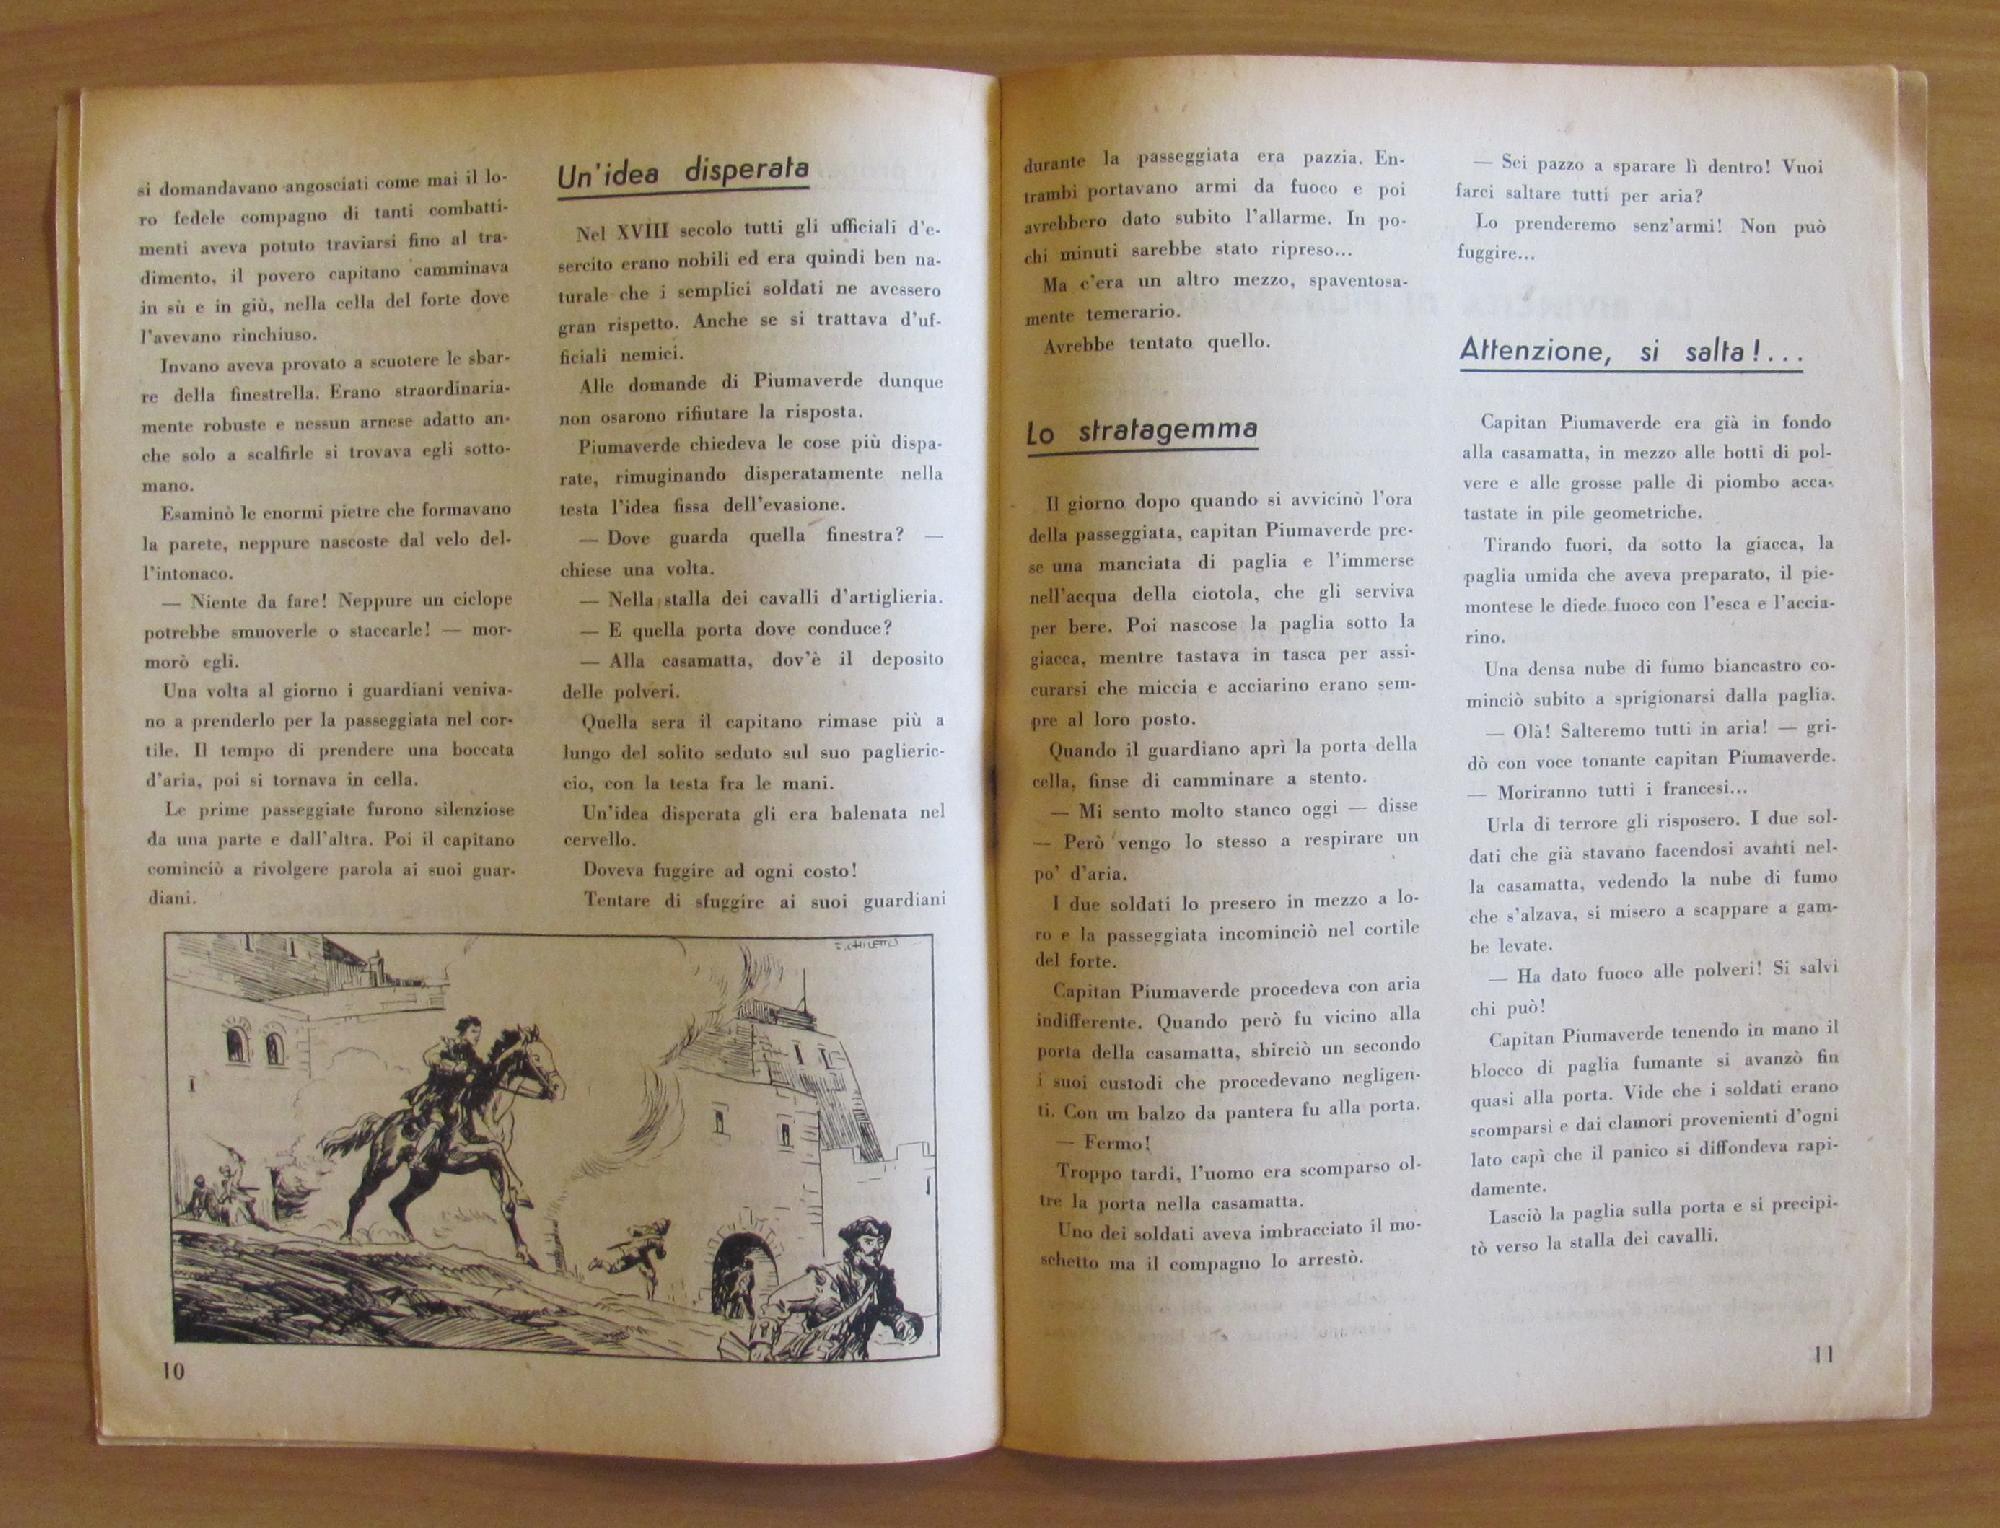 si domandavano angosciati come mai il lo-
ro fedele compagno di tanti combatti-
menti aveva potuto traviarsi fino al tra-
dimento, il povero capitano camminava
in sù e in giù, nella cella del forte dove
l'avevano rinchiuso.
Invano aveva provato a scuotere le sbar-
re della finestrella. Erano straordinaria-
mente robuste e nessun arnese adatto an-
che solo a scalfirle si trovava egli sotto-
mano.
Esaminò le enormi pietre che formavano
la parete, neppure nascoste dal velo del-
l'intonaco.
— Niente da fare! Neppure un ciclope
potrebbe smuoverle o staccarle! — mor-
morò egli.
Una volta al giorno i guardiani veniva-
no a prenderlo per la passeggiata nel cor-
tile. Il tempo di prendere una boccata
d'aria, poi si tornava in cella.
Le prime passeggiate furono silenziose
da una parte e dall'altra. Poi il capitano
cominciò a rivolgere parola ai suoi guar-
diani.
Un'idea disperata
Nel XVIII secolo tutti gli ufficiali d'e-
sercito erano nobili ed era quindi ben na-
turale che i semplici soldati ne avessero
gran rispetto. Anche se si trattava d'uf-
ficiali nemici.
Alle domande di Piumaverde dunque
non osarono rifiutare la risposta.
Piumaverde chiedeva le cose più dispa-
rate, rimuginando disperatamente nella
testa l'idea fissa dell'evasione.
— Dove guarda quella finestra? —
chiese una volta.
— Nella stalla dei cavalli d'artiglieria.
— E quella porta dove conduce?
— Alla casamatta, dov'è il deposito
delle polveri.
Quella sera il capitano rimase più a
lungo del solito seduto sul suo paglieric-
cio, con la testa fra le mani.
Un'idea disperata gli era balenata nel
cervello.
Doveva fuggire ad ogni costo!
Tentare di sfuggire ai suoi guardiani
10
durante la passeggiata era pazzia. En-
trambi portavano armi da fuoco e poi
avrebbero dato subito l'allarme. In po-
chi minuti sarebbe stato ripreso...
Ma c'era un altro mezzo, spaventosa-
mente temerario.
Avrebbe tentato quello.
Lo stratagemma
Il giorno dopo quando si avvicinò l'ora
della passeggiata, capitan Piumaverde pre-
se una manciata di paglia e l'immerse
nell'acqua della ciotola, che gli serviva
per bere. Poi nascose la paglia sotto la
giacca, mentre tastava in tasca per assi-
curarsi che miccia e acciarino erano sem-
pre al loro posto.
Quando il guardiano aprì la porta della
cella, finse di camminare a stento.
— Mi sento molto stanco oggi — disse
— Però vengo lo stesso a respirare un
po' d'aria.
I due soldati lo presero in mezzo a lo-
ro e la passeggiata incominciò nel cortile
del forte.
Capitan Piumaverde procedeva con aria
indifferente. Quando però fu vicino alla
porta della casamatta, sbirciò un secondo
i suoi custodi che procedevano negligen-
ti. Con un balzo da pantera fu alla porta.
— Fermo!
Troppo tardi, l'uomo era scomparso ol-
tre la porta nella casamatta.
Uno dei soldati aveva imbracciato il mo-
schetto ma il compagno lo arrestò.
— Sei pazzo a sparare lì dentro! Vuoi
farci saltare tutti per aria?
Lo prenderemo senz'armi! Non può
fuggire...
Attenzione, si salta!...
Capitan Piumaverde era già in fondo
alla casamatta, in mezzo alle botti di pol-
vere e alle grosse palle di piombo acca-
tastate in pile geometriche.
Tirando fuori, da sotto la giacca, la
paglia umida che aveva preparato, il pie-
montese le diede fuoco con l'esca e l'accia-
rino.
Una densa nube di fumo biancastro co-
minciò subito a sprigionarsi dalla paglia.
— Olà! Salteremo tutti in aria! — gri-
dò con voce tonante capitan Piumaverde.
— Moriranno tutti i francesi...
Urla di terrore gli risposero. I due sol-
dati che già stavano facendosi avanti nel-
la casamatta, vedendo la nube di fumo
che s'alzava, si misero a scappare a gam-
be levate.
— Ha dato fuoco alle polveri! Si salvi
chi può!
Capitan Piumaverde tenendo in mano il
blocco di paglia fumante si avanzò fin
quasi alla porta. Vide che i soldati erano
scomparsi e dai clamori provenienti d'ogni
lato capì che il panico si diffondeva rapi-
damente.
Lasciò la paglia sulla porta e si precipi-
tò verso la stalla dei cavalli.
11